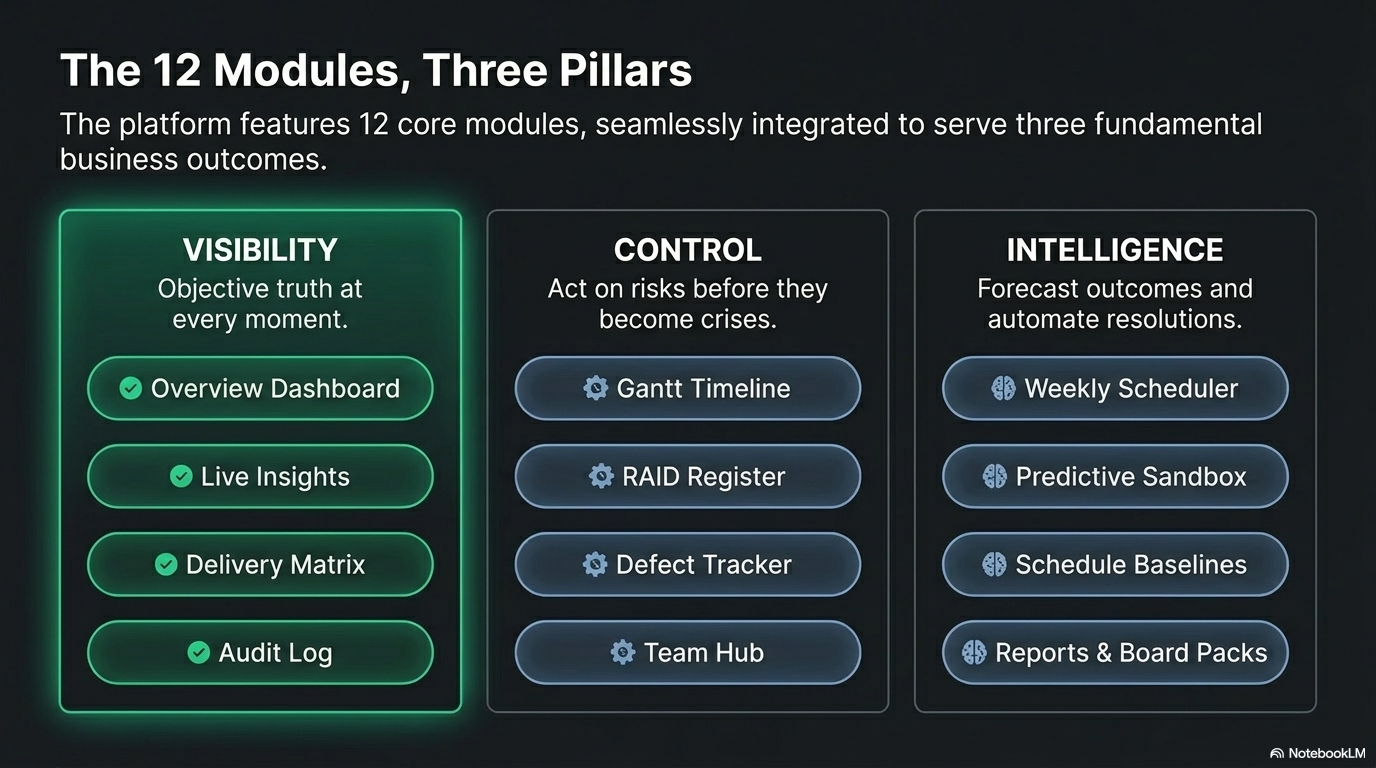 The 12 Modules, Three Pillars
The platform features 12 core modules, seamlessly integrated to serve three fundamental
business outcomes.
VISIBILITY
Objective truth at
every moment.
Overview Dashboard
Live Insights
Delivery Matrix
Audit Log
CONTROL
Act on risks before they
become crises.
Gantt Timeline
RAID Register
Defect Tracker
Team Hub
INTELLIGENCE
Forecast outcomes and
automate resolutions.
Weekly Scheduler
Predictive Sandbox
Schedule Baselines
Reports & Board Packs
NotebookLM